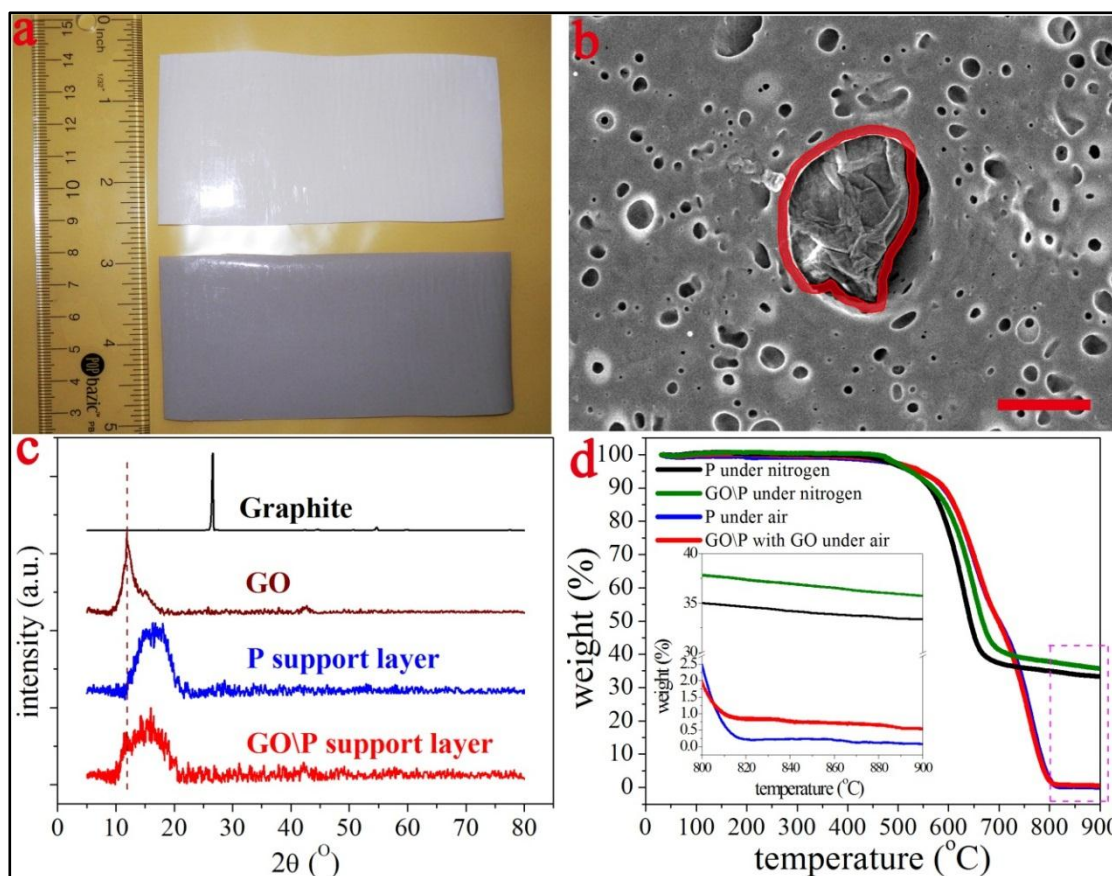 a
15
14
13
12
11
10
9
8
7
6
5
4
3
0
Inch
1/32"
1
2
3
4
5
POP
bazic
b
c
Graphite
GO
P support layer
GO\P support layer
intensity (a.u.)
0 10 20 30 40 50 60 70 80
2θ (O)
d
100
90
80
70
60
50
40
30
20
10
0
P under nitrogen
GO\P under nitrogen
P under air
GO\P with GO under air
weight (%)
40
35
30
2.5
2.0
1.5
1.0
0.5
0.0
weight (%)
800 820 840 860 880 900
temperature (°C)
100 200 300 400 500 600 700 800 900
temperature (°C)